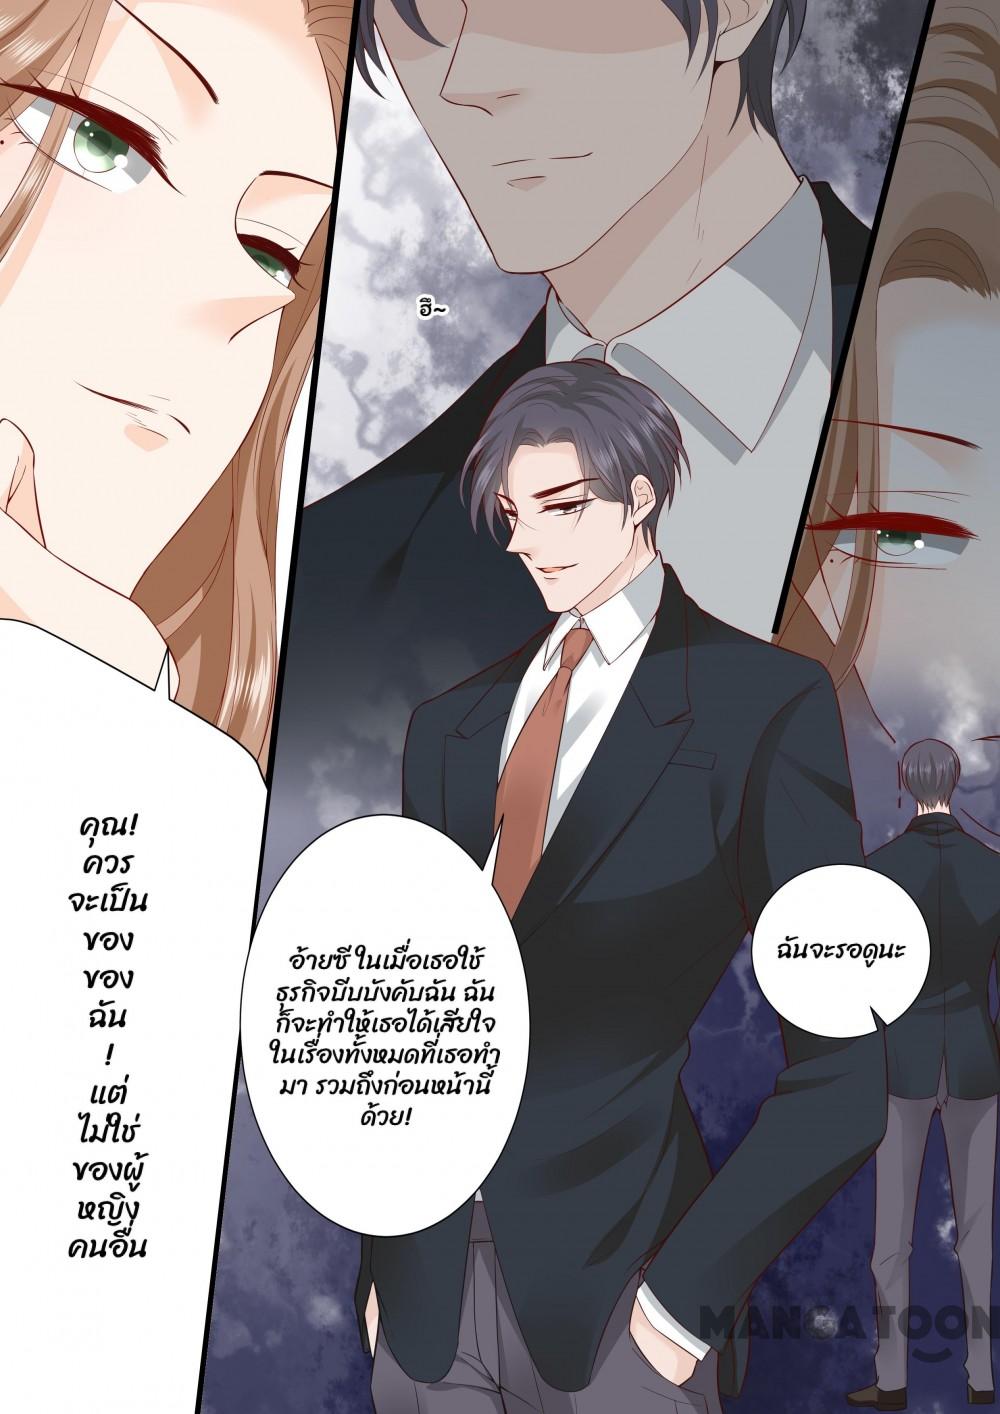 ฮึ~
คุณ!
ควร
จะเป็น
ของ
ของ
ฉัน
!
แต่
ไม่ใช่
ของผู้
หญิง
คนอื่น
อ้ายซี ในเมื่อเธอใช้
ธุรกิจบีบบังคับฉัน ฉัน
ก็จะทำให้เธอได้เสียใจ
ในเรื่องทั้งหมดที่เธอทำ
มา รวมถึงก่อนหน้านี้
ด้วย!
ฉันจะรอดูนะ
MANGATOON